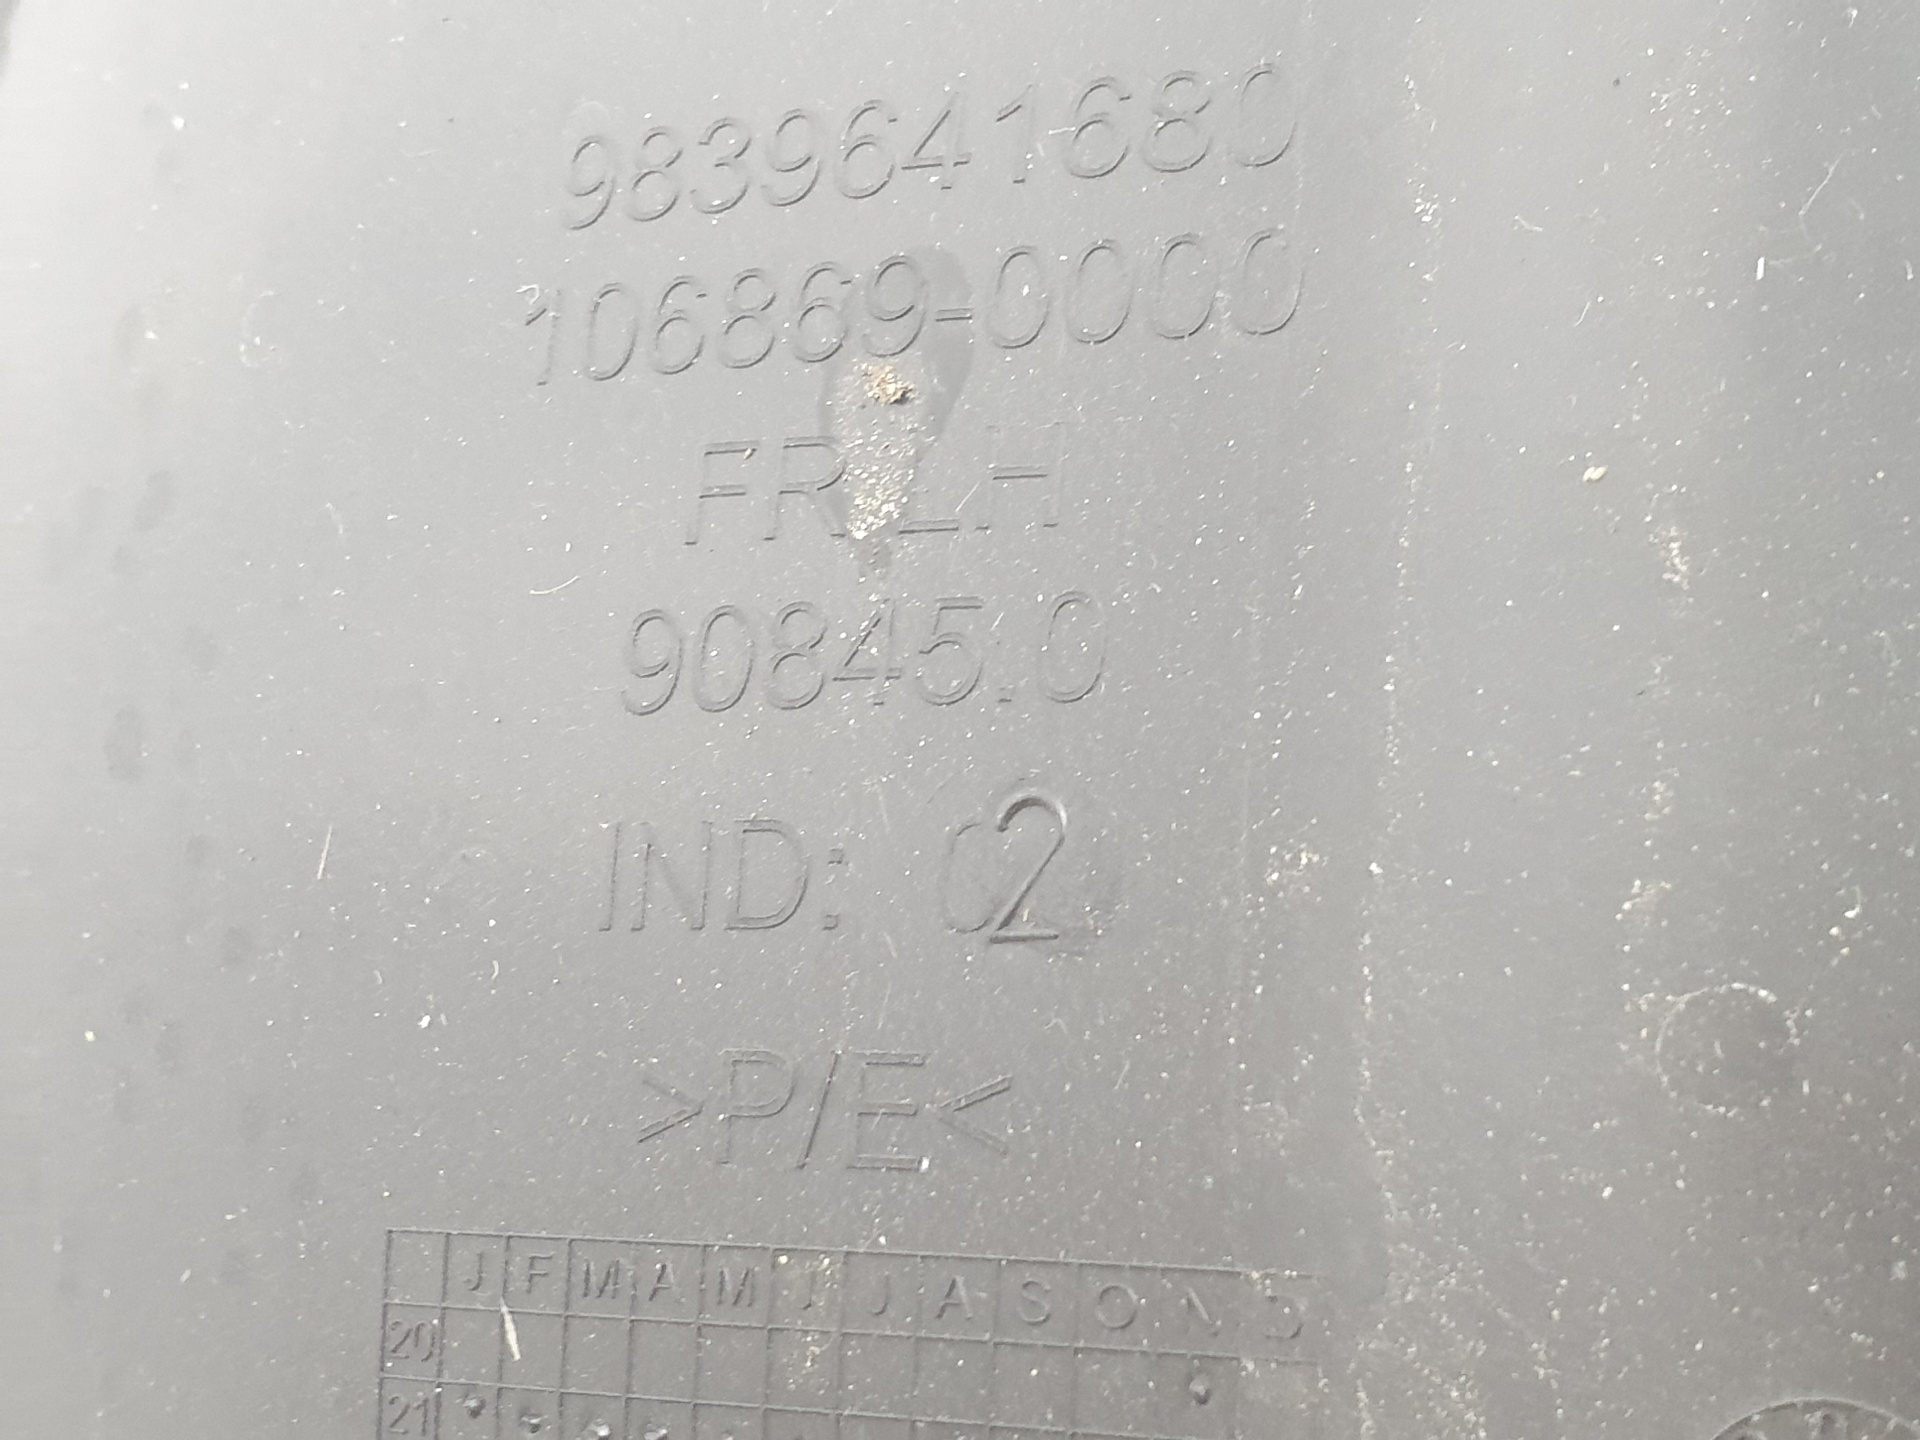 9839641680
106869-0000
FR LH
90845.0
IND: 02
>P/E<
J F M A M J J A S O N D
20
21